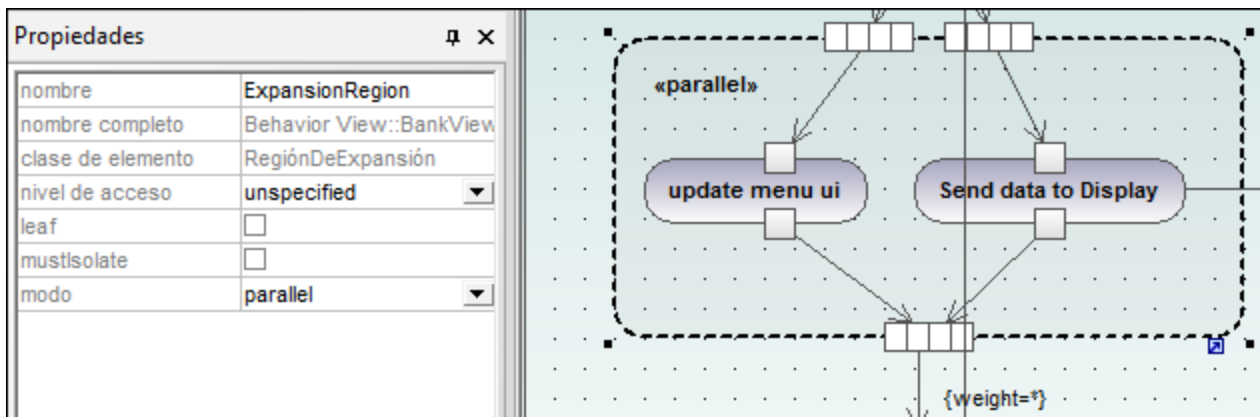 Propiedades
nombre ExpansionRegion
nombre completo Behavior View::BankView
clase de elemento RegiónDeExpansión
nivel de acceso unspecified
leaf
mustIsolate
modo parallel
«parallel»
update menu ui Send data to Display
{weight=*}